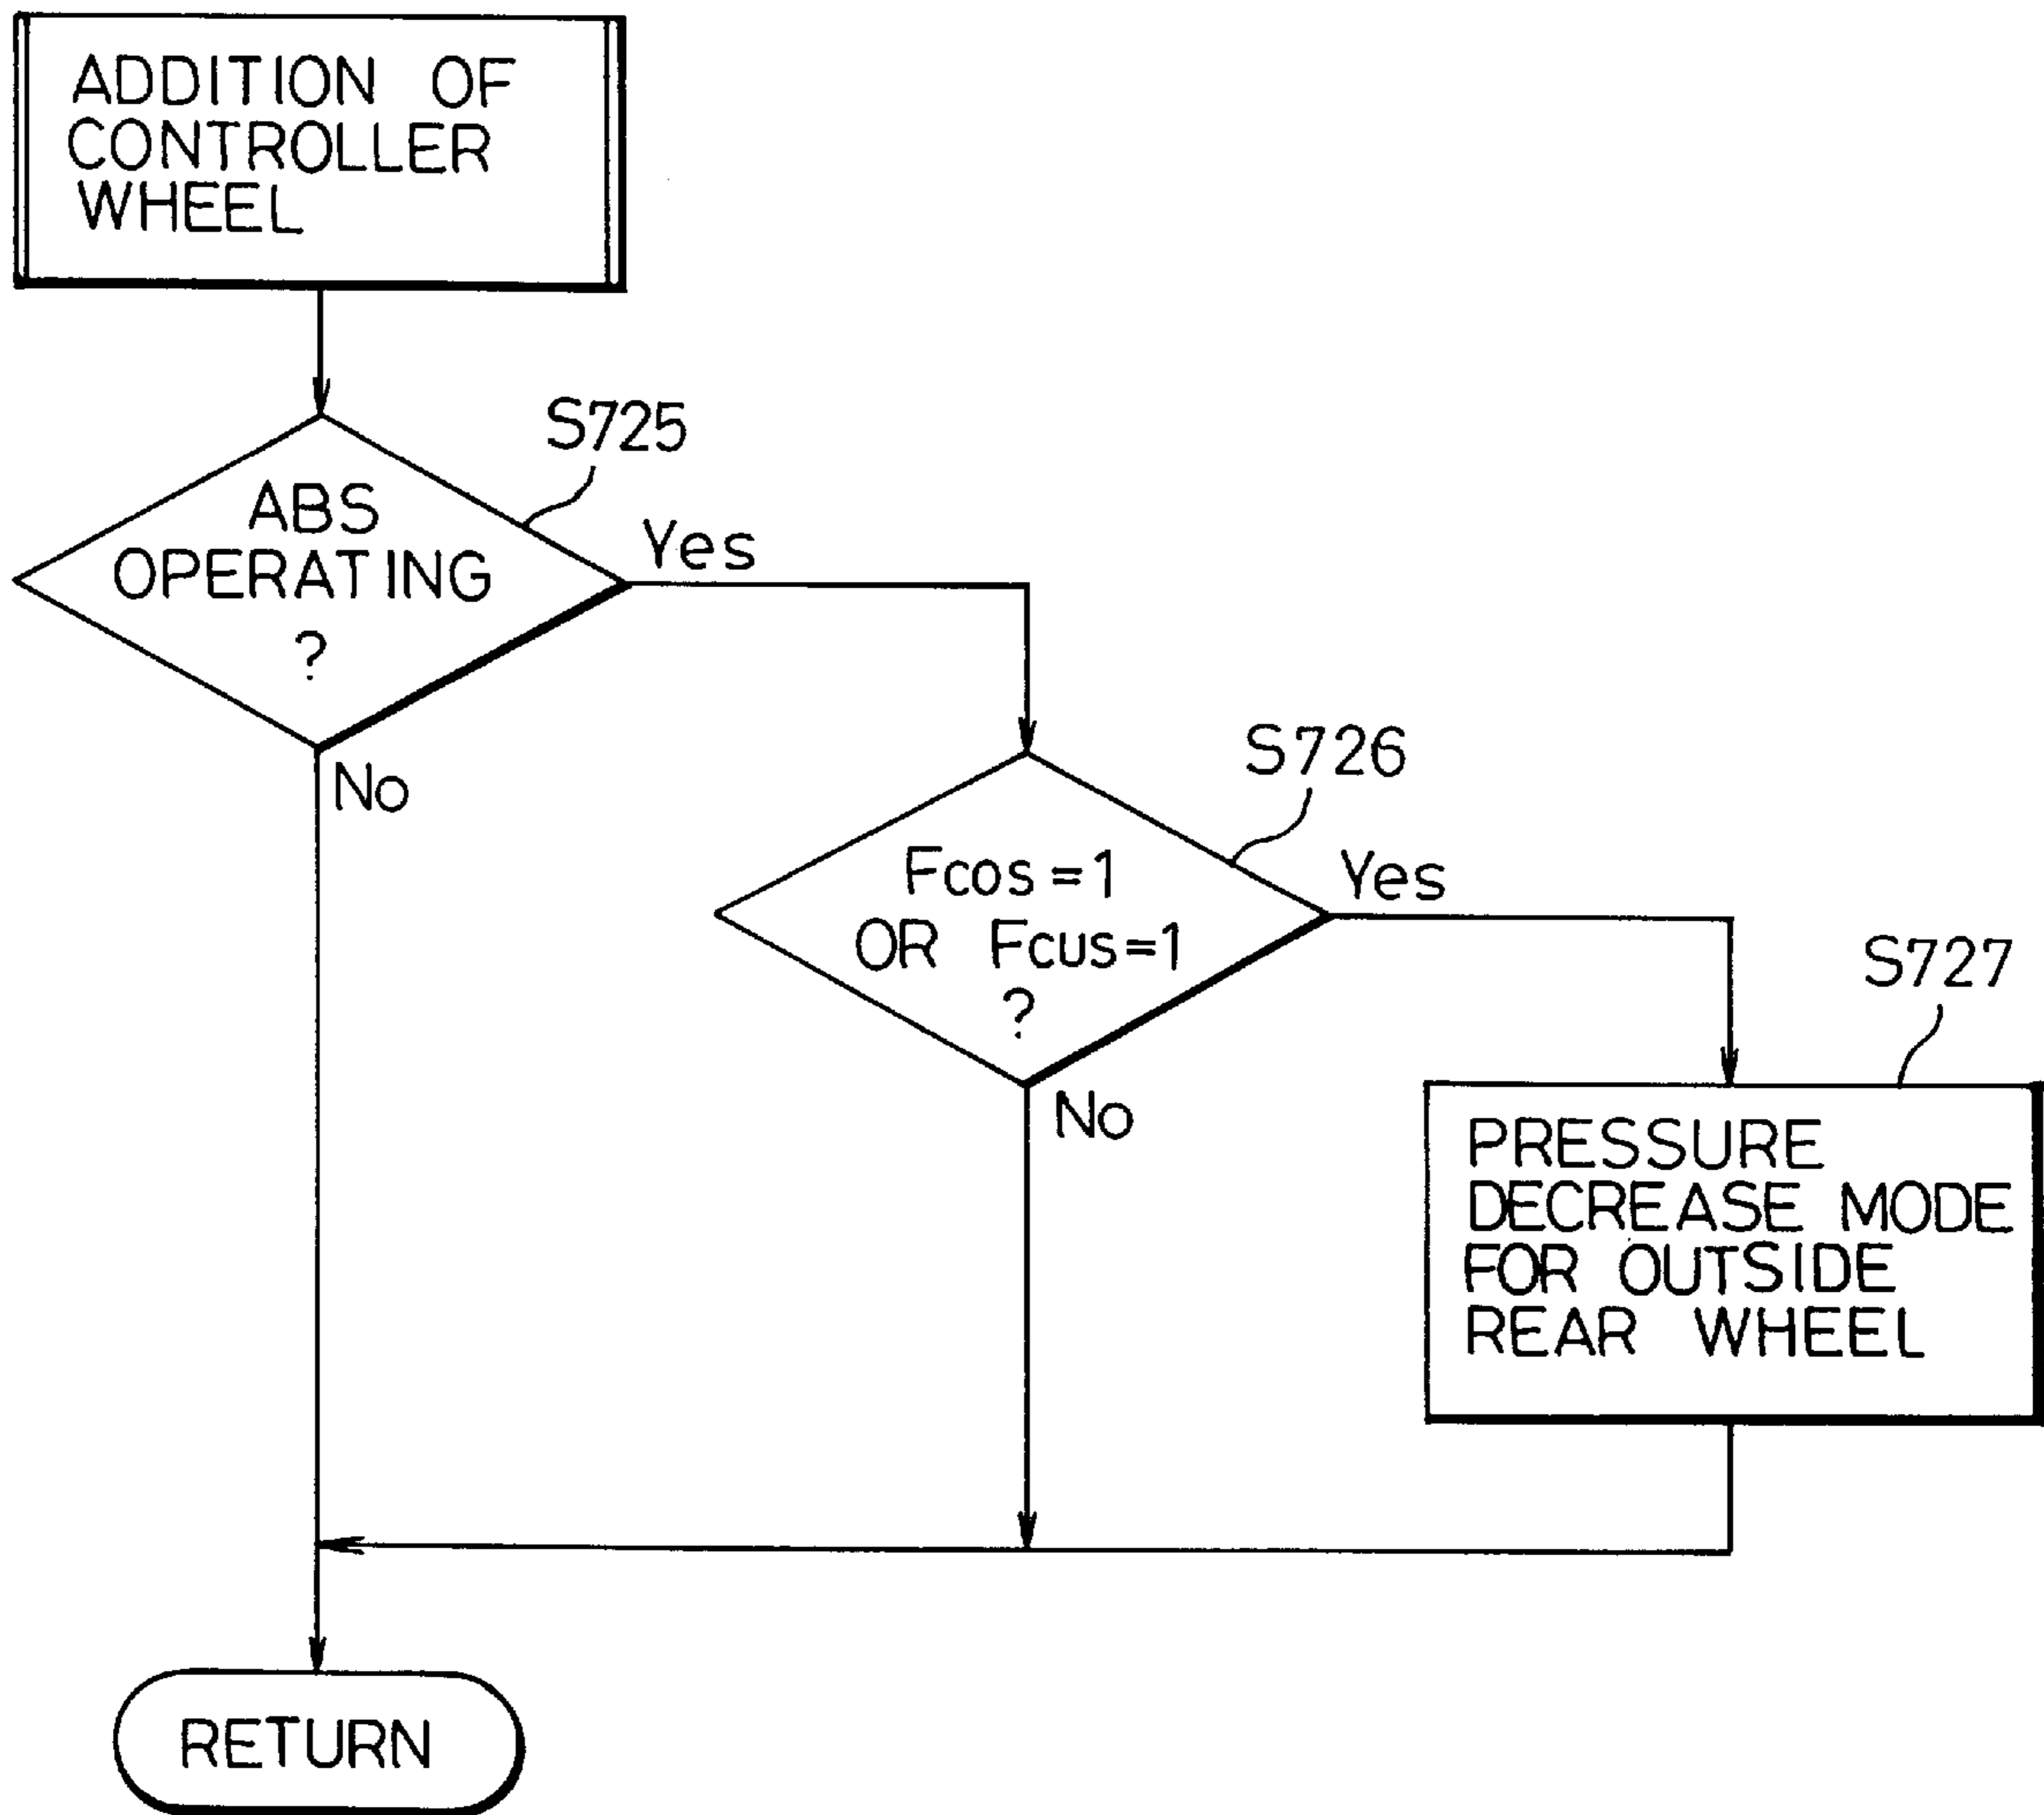 ADDITION OF
CONTROLLER
WHEEL
S725
ABS
OPERATING
?
Yes
No
S726
Fcos=1
OR Fcus=1
?
Yes
No
S727
PRESSURE
DECREASE MODE
FOR OUTSIDE
REAR WHEEL
RETURN